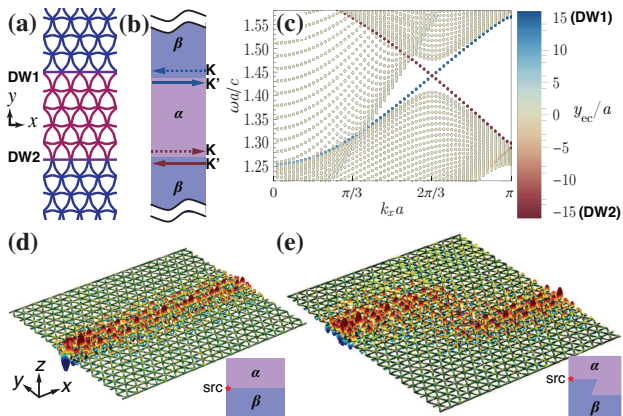 (a)
DW1
y
x
DW2
(b)
β
K
K'
α
K
K'
β
(c)
ωa/c
1.55
1.50
1.45
1.40
1.35
1.30
1.25
0
π/3
2π/3
π
kₓa
15 (DW1)
10
5
0
−5
−10
−15 (DW2)
y_ec/a
(d)
z
y
x
src
α
β
(e)
src
α
β